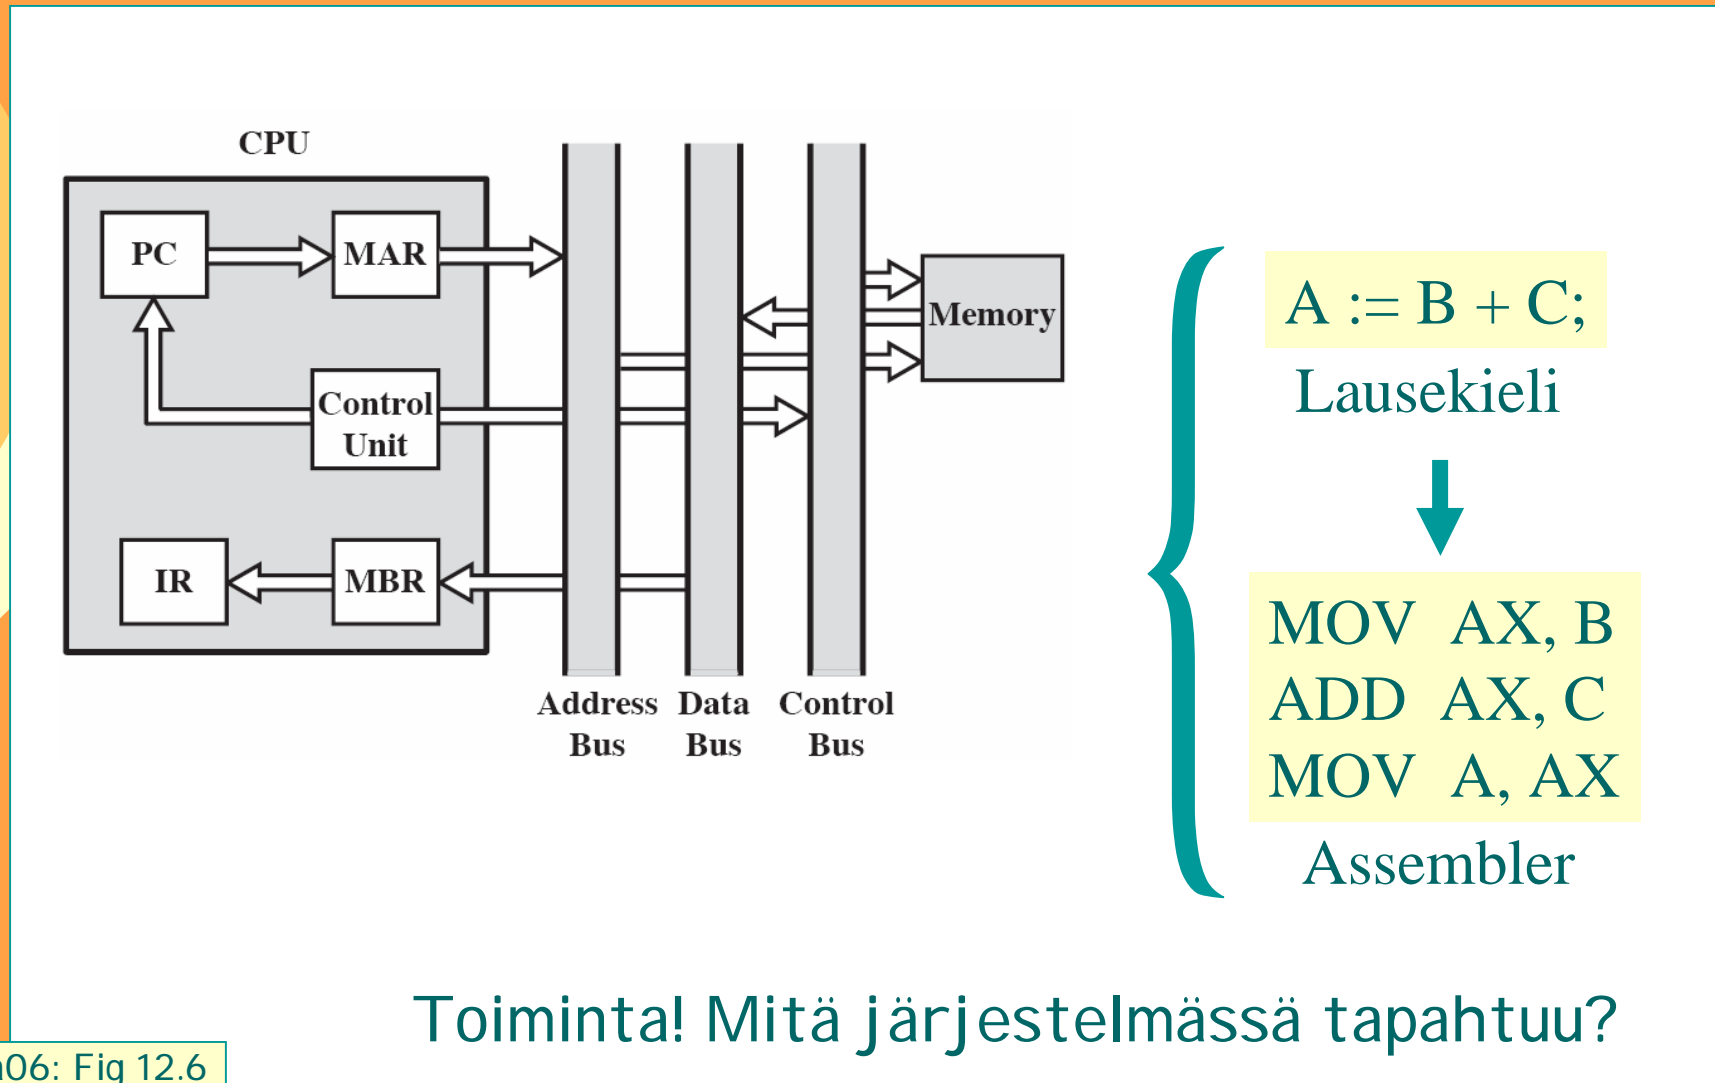 CPU
PC
MAR
Memory
Control
Unit
IR
MBR
Address
Bus
Data
Bus
Control
Bus
A := B + C;
Lausekieli
MOV AX, B
ADD AX, C
MOV A, AX
Assembler
Toiminta! Mitä järjestelmässä tapahtuu?
06: Fig 12.6